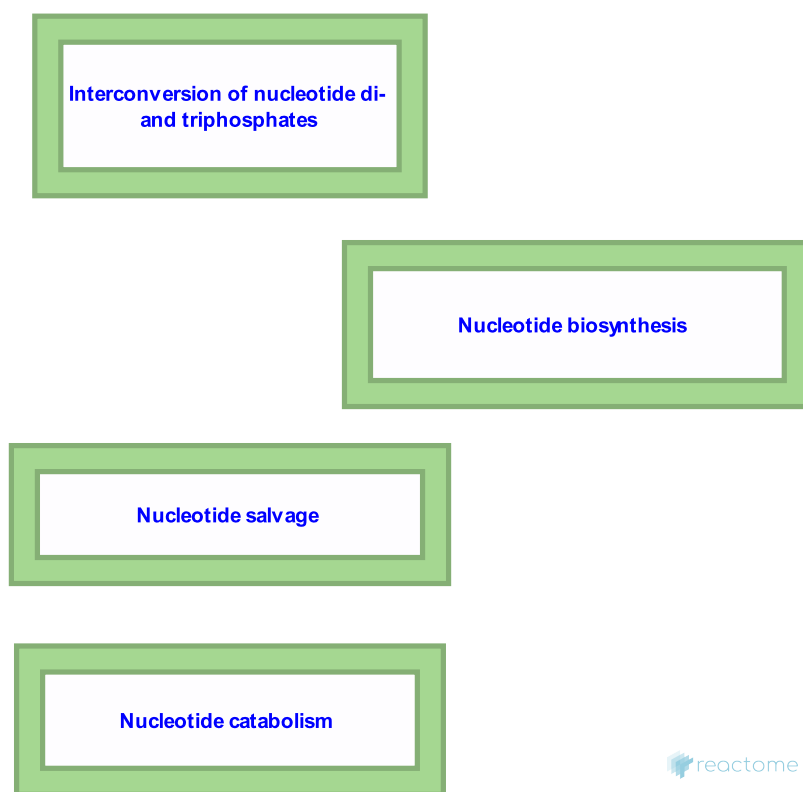 Interconversion of nucleotide di-
and triphosphates
Nucleotide biosynthesis
Nucleotide salvage
Nucleotide catabolism
reactome